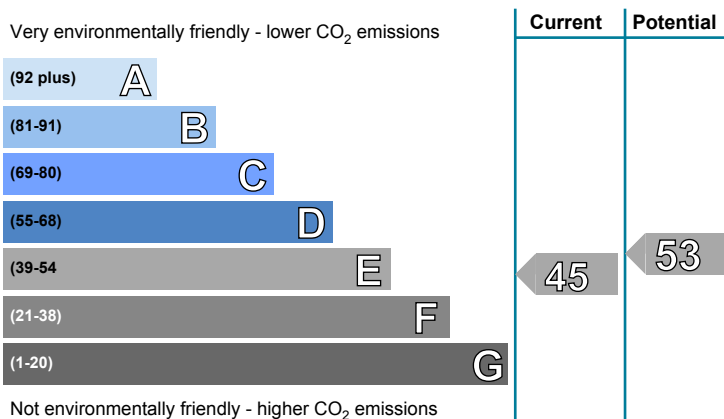 Current Potential
Very environmentally friendly - lower CO₂ emissions
(92 plus) A
(81-91) B
(69-80) C
(55-68) D
(39-54 E
45 53
(21-38) F
(1-20) G
Not environmentally friendly - higher CO₂ emissions